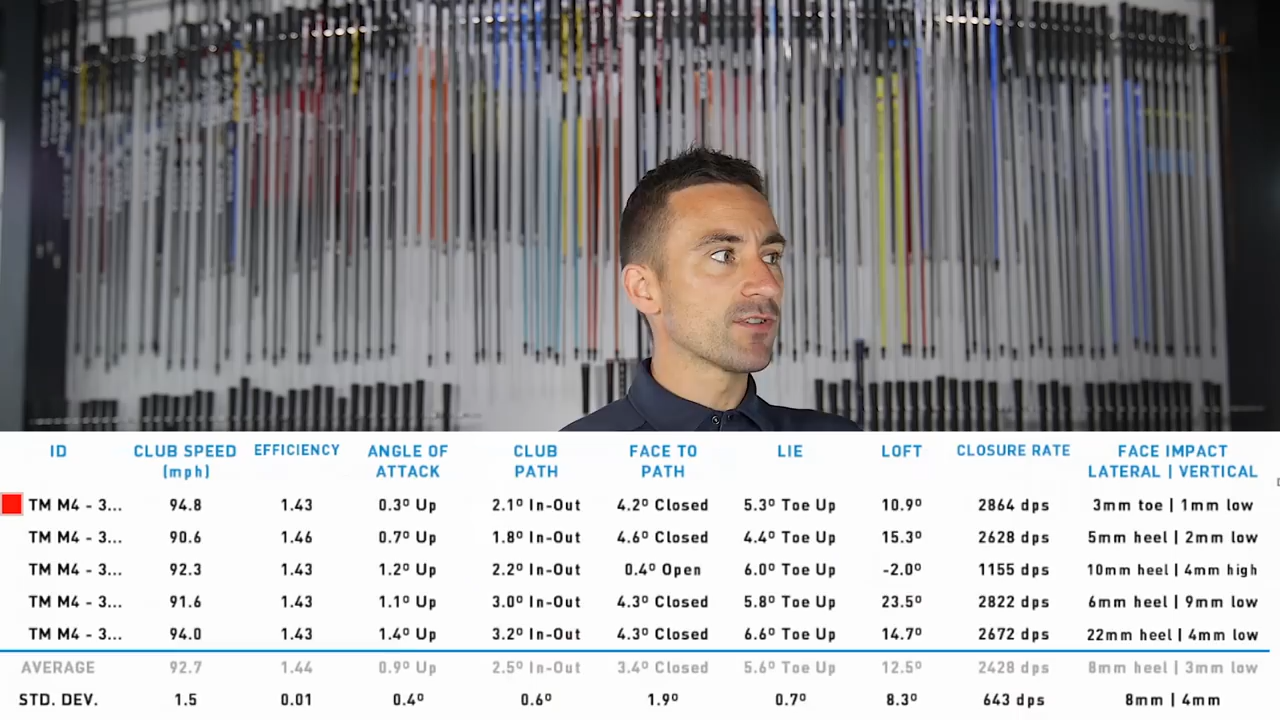 ID CLUB SPEED (mph) EFFICIENCY ANGLE OF ATTACK CLUB PATH FACE TO PATH LIE LOFT CLOSURE RATE FACE IMPACT LATERAL | VERTICAL
TM M4 - 3... 94.8 1.43 0.3º Up 2.1º In-Out 4.2º Closed 5.3º Toe Up 10.9º 2864 dps 3mm toe | 1mm low
TM M4 - 3... 90.6 1.46 0.7º Up 1.8º In-Out 4.6º Closed 4.4º Toe Up 15.3º 2628 dps 5mm heel | 2mm low
TM M4 - 3... 92.3 1.43 1.2º Up 2.2º In-Out 0.4º Open 6.0º Toe Up -2.0º 1155 dps 10mm heel | 4mm high
TM M4 - 3... 91.6 1.43 1.1º Up 3.0º In-Out 4.3º Closed 5.8º Toe Up 23.5º 2822 dps 6mm heel | 9mm low
TM M4 - 3... 94.0 1.43 1.4º Up 3.2º In-Out 4.3º Closed 6.6º Toe Up 14.7º 2672 dps 22mm heel | 4mm low
AVERAGE 92.7 1.44 0.9º Up 2.5º In-Out 3.4º Closed 5.6º Toe Up 12.5º 2428 dps 8mm heel | 3mm low
STD. DEV. 1.5 0.01 0.4º 0.6º 1.9º 0.7º 8.3º 643 dps 8mm | 4mm